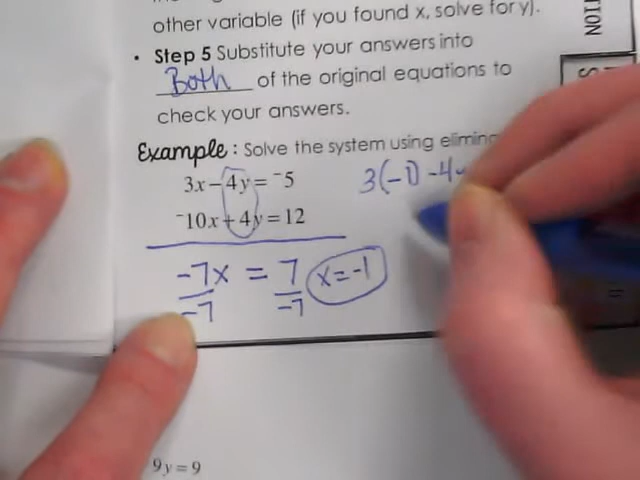 other variable (if you found x, solve for y).
• Step 5 Substitute your answers into
Both of the original equations to
check your answers.
Example: Solve the system using
3x − 4y = ⁻5
3(-1) -4
⁻10x + 4y = 12
-7x = 7
x = -1
-7 -7
9y = 9